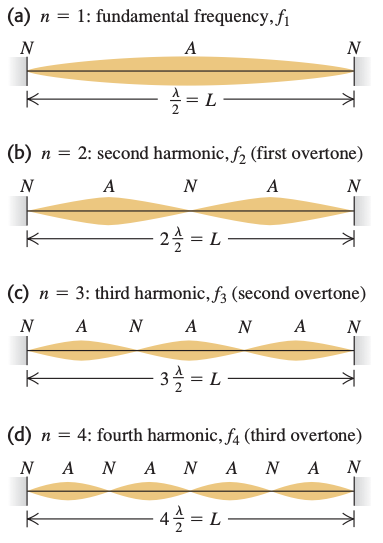 (a) n = 1: fundamental frequency, f₁
N A N
λ/2 = L
(b) n = 2: second harmonic, f₂ (first overtone)
N A N A N
2 λ/2 = L
(c) n = 3: third harmonic, f₃ (second overtone)
N A N A N A N
3 λ/2 = L
(d) n = 4: fourth harmonic, f₄ (third overtone)
N A N A N A N A N
4 λ/2 = L